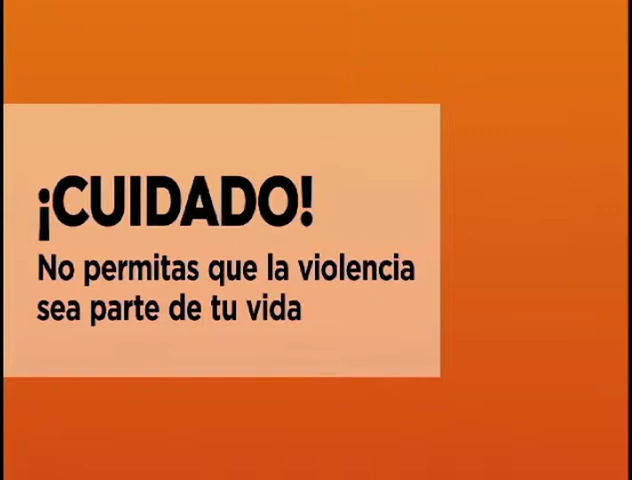 ¡CUIDADO!
No permitas que la violencia
sea parte de tu vida